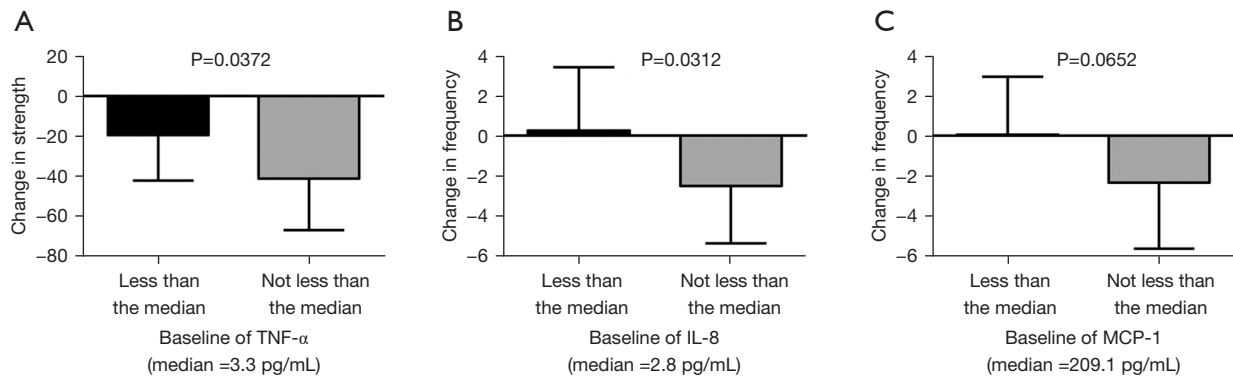 A
P=0.0372
Change in strength
20
0
−20
−40
−60
−80
Less than
the median
Not less than
the median
Baseline of TNF-α
(median =3.3 pg/mL)
B
P=0.0312
Change in frequency
4
2
0
−2
−4
−6
Less than
the median
Not less than
the median
Baseline of IL-8
(median =2.8 pg/mL)
C
P=0.0652
Change in frequency
4
2
0
−2
−4
−6
Less than
the median
Not less than
the median
Baseline of MCP-1
(median =209.1 pg/mL)